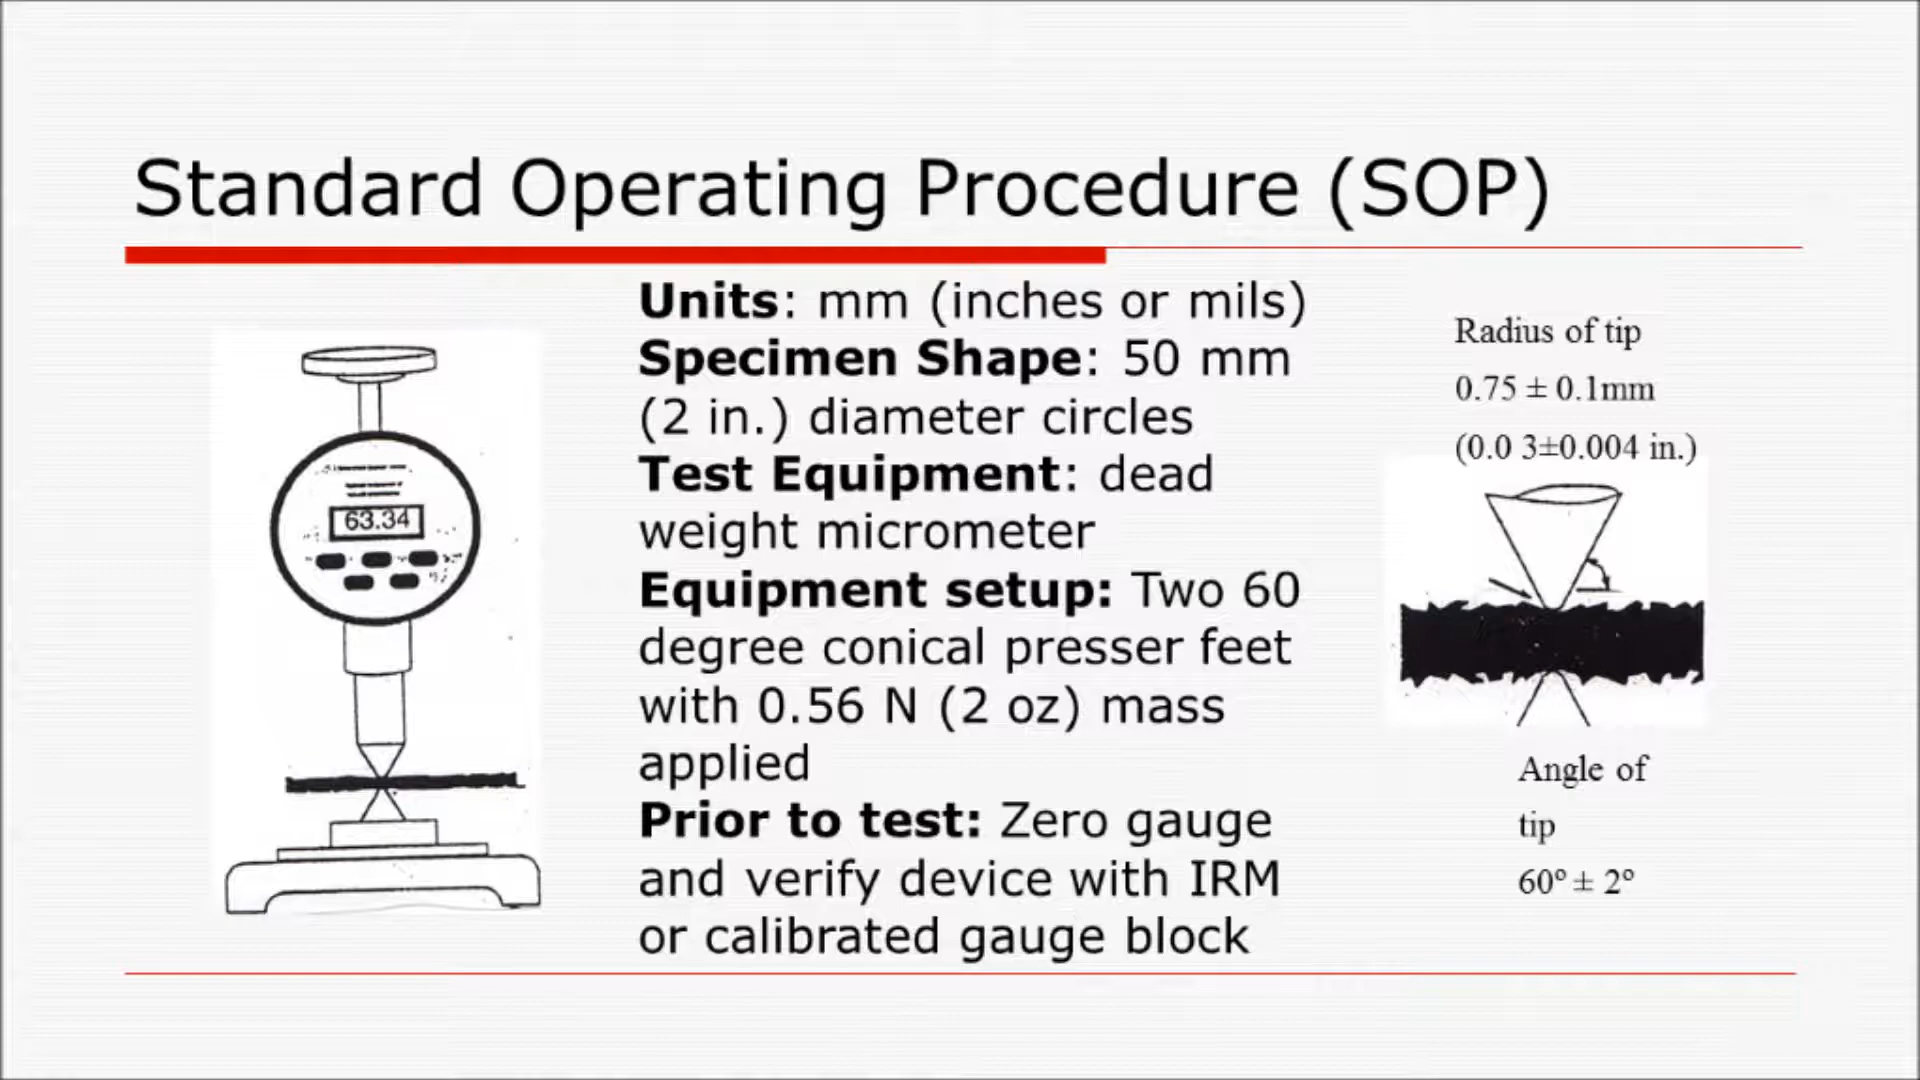 Standard Operating Procedure (SOP)
63.34
Units: mm (inches or mils)
Specimen Shape: 50 mm
(2 in.) diameter circles
Test Equipment: dead
weight micrometer
Equipment setup: Two 60
degree conical presser feet
with 0.56 N (2 oz) mass
applied
Prior to test: Zero gauge
and verify device with IRM
or calibrated gauge block
Radius of tip
0.75 ± 0.1mm
(0.0 3±0.004 in.)
Angle of
tip
60º ± 2º